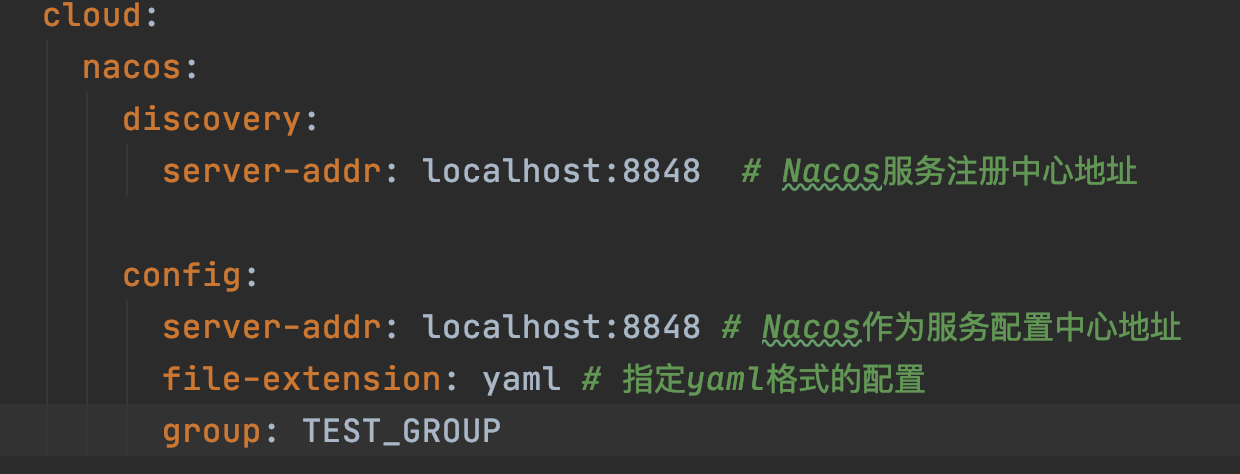 cloud:
nacos:
discovery:
server-addr: localhost:8848  # Nacos服务注册中心地址
config:
server-addr: localhost:8848 # Nacos作为服务配置中心地址
file-extension: yaml # 指定yaml格式的配置
group: TEST_GROUP